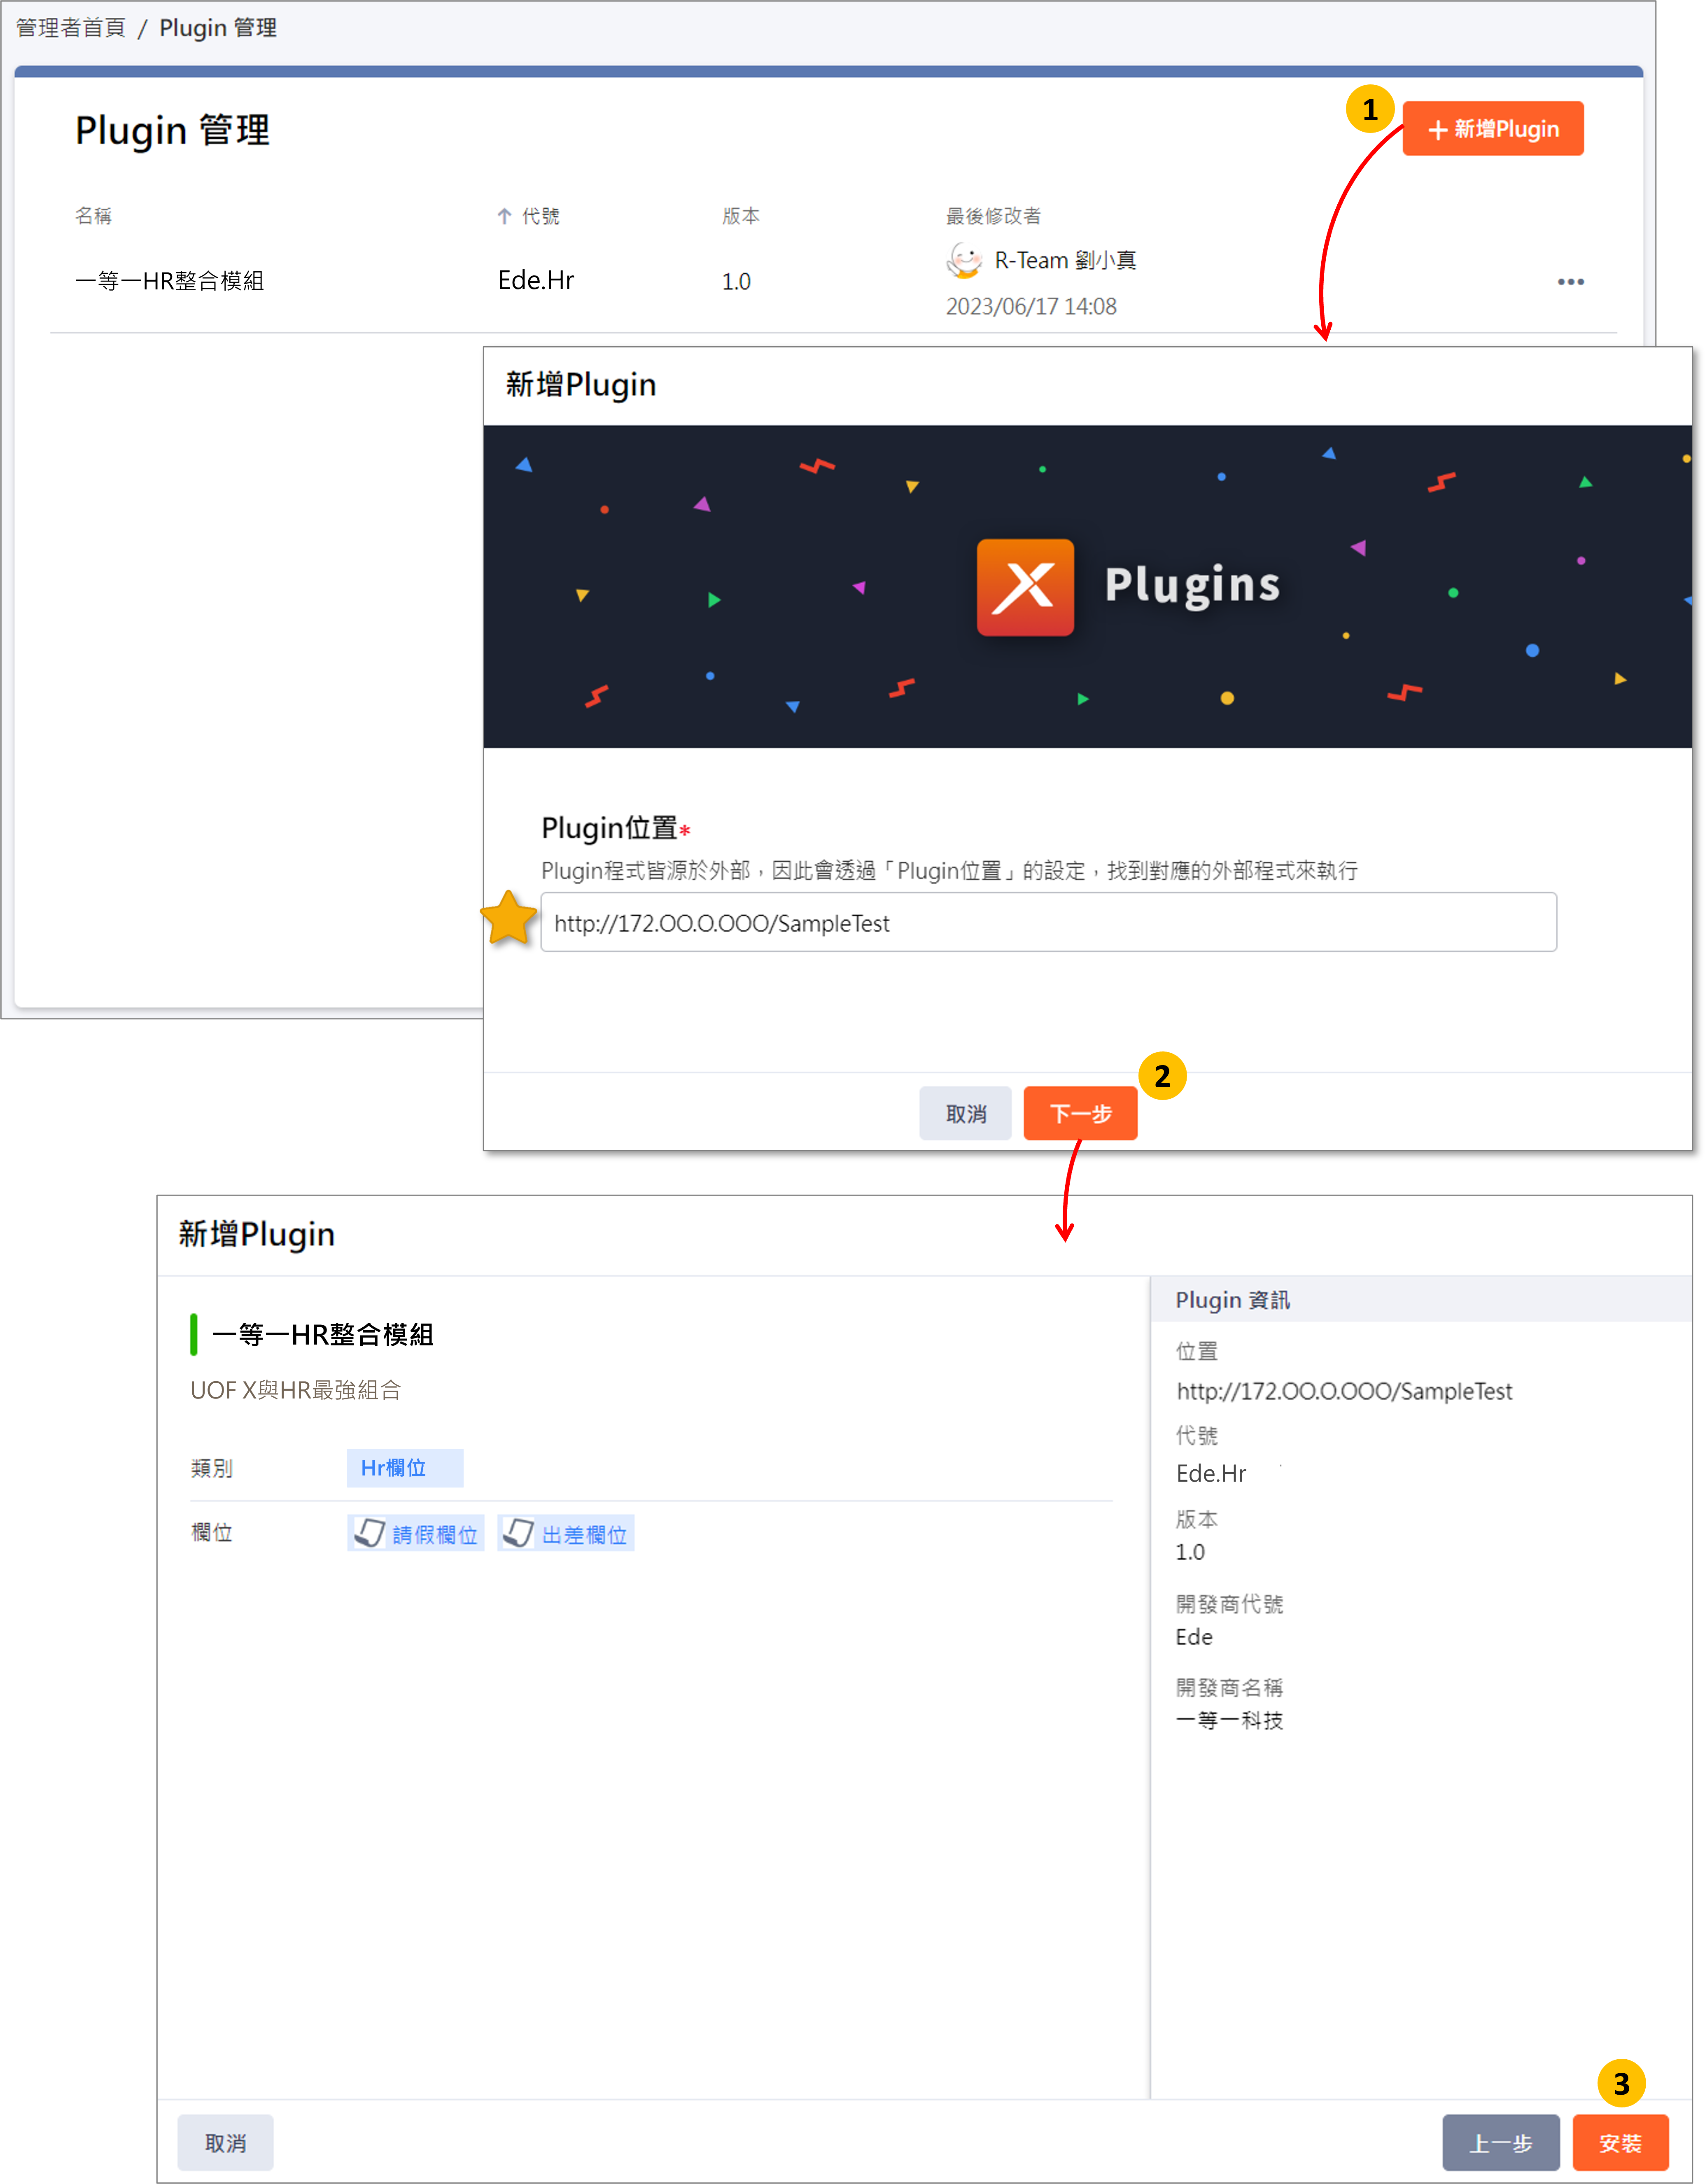 管理者首頁 / Plugin 管理
Plugin 管理
1
+ 新增Plugin
名稱 ↑ 代號 版本 最後修改者
一等一HR整合模組 Ede.Hr 1.0 R-Team 劉小真
2023/06/17 14:08
•••
新增Plugin
X Plugins
Plugin位置*
Plugin程式皆源於外部，因此會透過「Plugin位置」的設定，找到對應的外部程式來執行
http://172.OO.O.OOO/SampleTest
2
取消 下一步
新增Plugin
一等一HR整合模組
UOF X與HR最強組合
類別 Hr欄位
欄位 請假欄位 出差欄位
Plugin 資訊
位置
http://172.OO.O.OOO/SampleTest
代號
Ede.Hr
版本
1.0
開發商代號
Ede
開發商名稱
一等一科技
3
取消 上一步 安裝